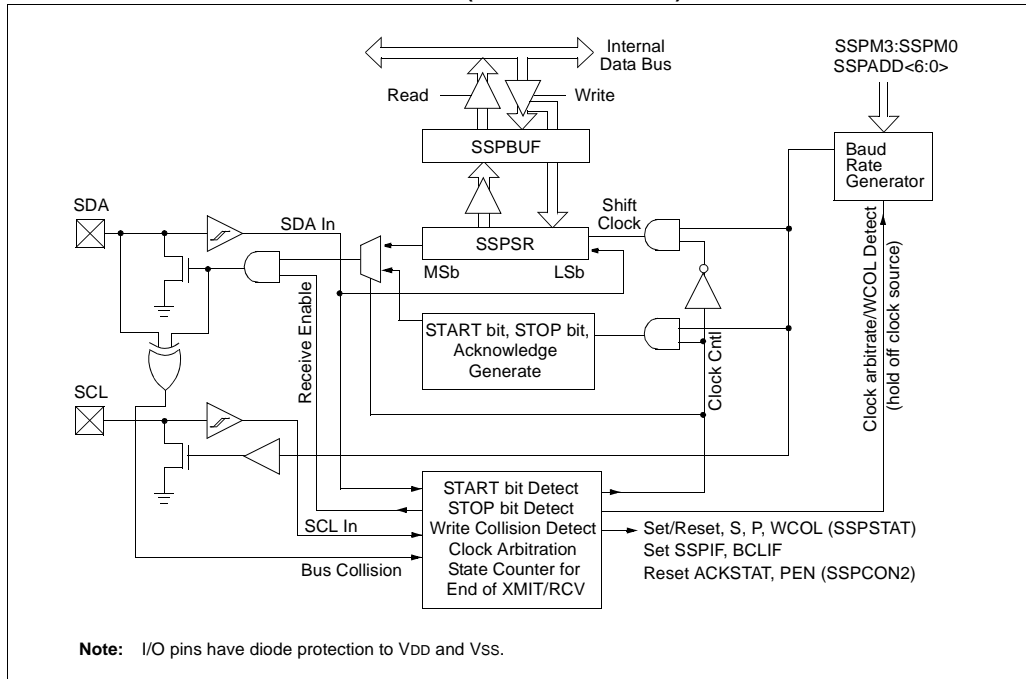 Internal
Data Bus
SSPM3:SSPM0
SSPADD<6:0>
Read
Write
SSPBUF
Baud
Rate
Generator
SDA
SDA In
Shift
Clock
SSPSR
MSb
LSb
START bit, STOP bit,
Acknowledge
Generate
Receive Enable
Clock Cntl
Clock arbitrate/WCOL Detect
(hold off clock source)
SCL
SCL In
Bus Collision
START bit Detect
STOP bit Detect
Write Collision Detect
Clock Arbitration
State Counter for
End of XMIT/RCV
Set/Reset, S, P, WCOL (SSPSTAT)
Set SSPIF, BCLIF
Reset ACKSTAT, PEN (SSPCON2)
Note: I/O pins have diode protection to VDD and VSS.